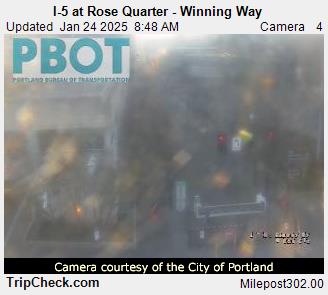 I-5 at Rose Quarter - Winning Way
Updated Jan 24 2025 8:48 AM Camera 4
PBOT
PORTLAND BUREAU OF TRANSPORTATION
Camera courtesy of the City of Portland
TripCheck.com Milepost302.00